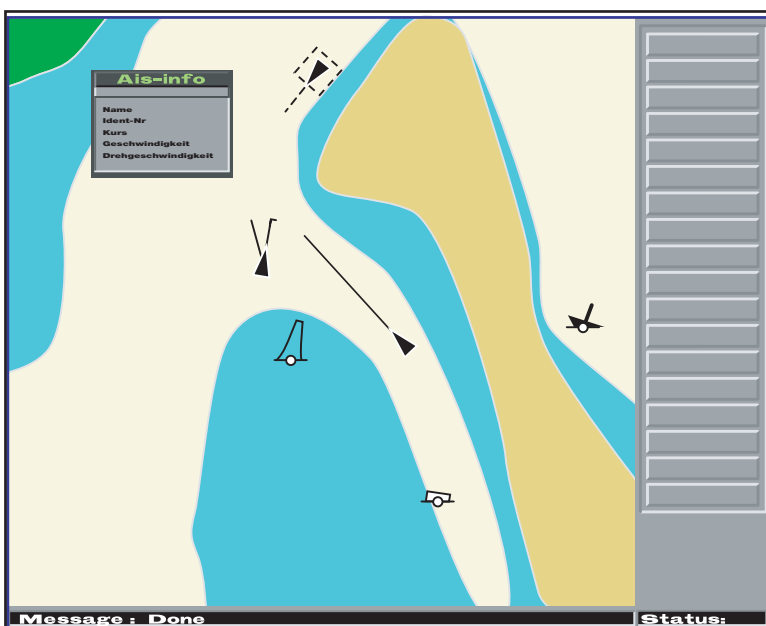 Ais-info
Name
Ident-Nr
Kurs
Geschwindigkeit
Drehgeschwindigkeit
Message : Done
Status: